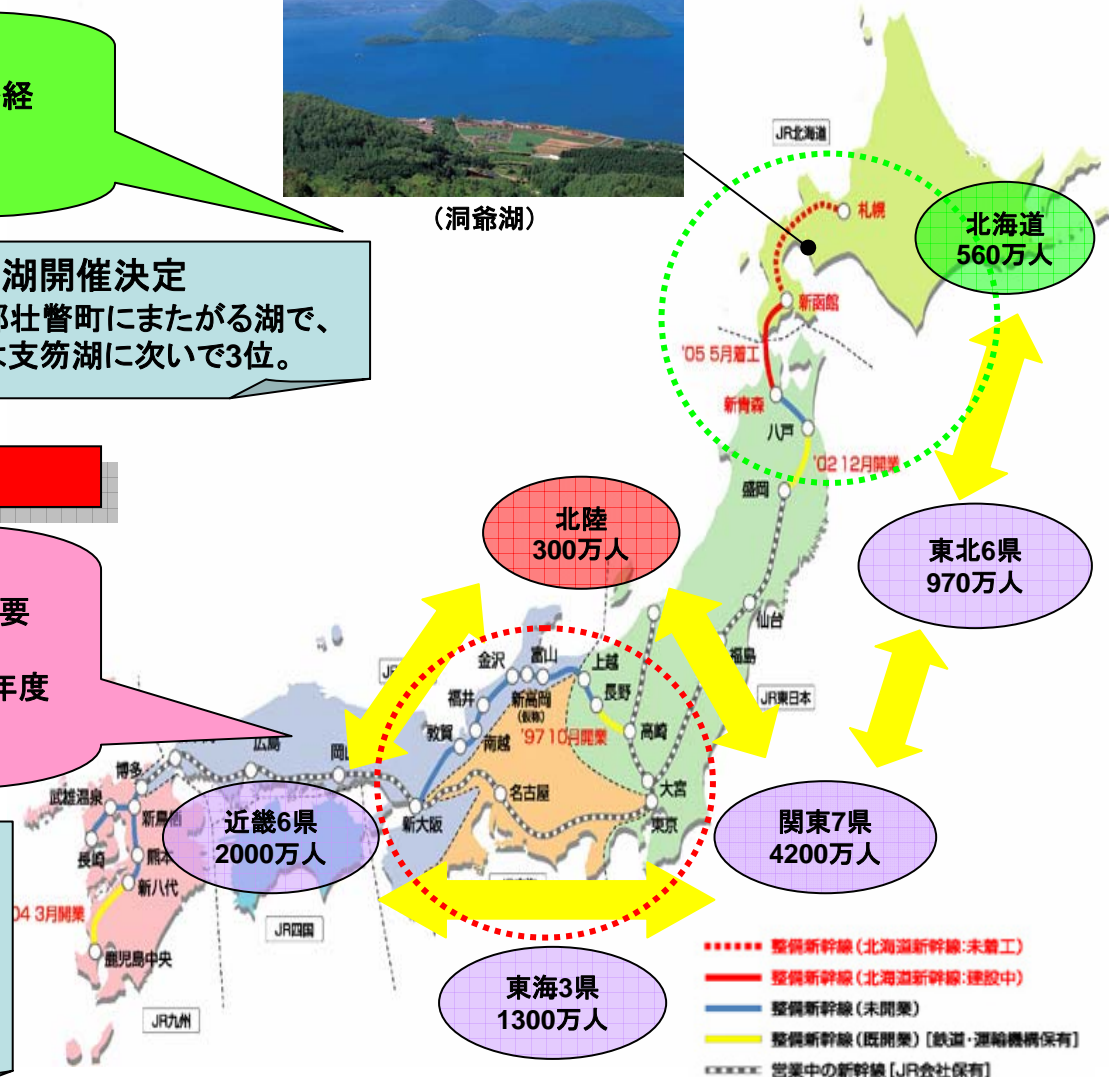 経
(洞爺湖)
湖開催決定
郡壮瞥町にまたがる湖で、
は支笏湖に次いで3位。
要
年度
JR北海道
札幌
北海道
560万人
新函館
'05 5月着工
新青森
八戸
'02 12月開業
盛岡
北陸
300万人
東北6県
970万人
仙台
福島
JR東日本
金沢
富山
上越
新高岡
(仮称)
長野
福井
'97 10月開業
高崎
敦賀
南越
広島
岡山
博多
名古屋
大宮
武雄温泉
新鳥栖
新大阪
東京
近畿6県
2000万人
関東7県
4200万人
長崎
熊本
新八代
04 3月開業
JR四国
鹿児島中央
JR九州
東海3県
1300万人
整備新幹線(北海道新幹線:未着工)
整備新幹線(北海道新幹線:建設中)
整備新幹線(未開業)
整備新幹線(既開業)[鉄道・運輸機構保有]
営業中の新幹線[JR会社保有]